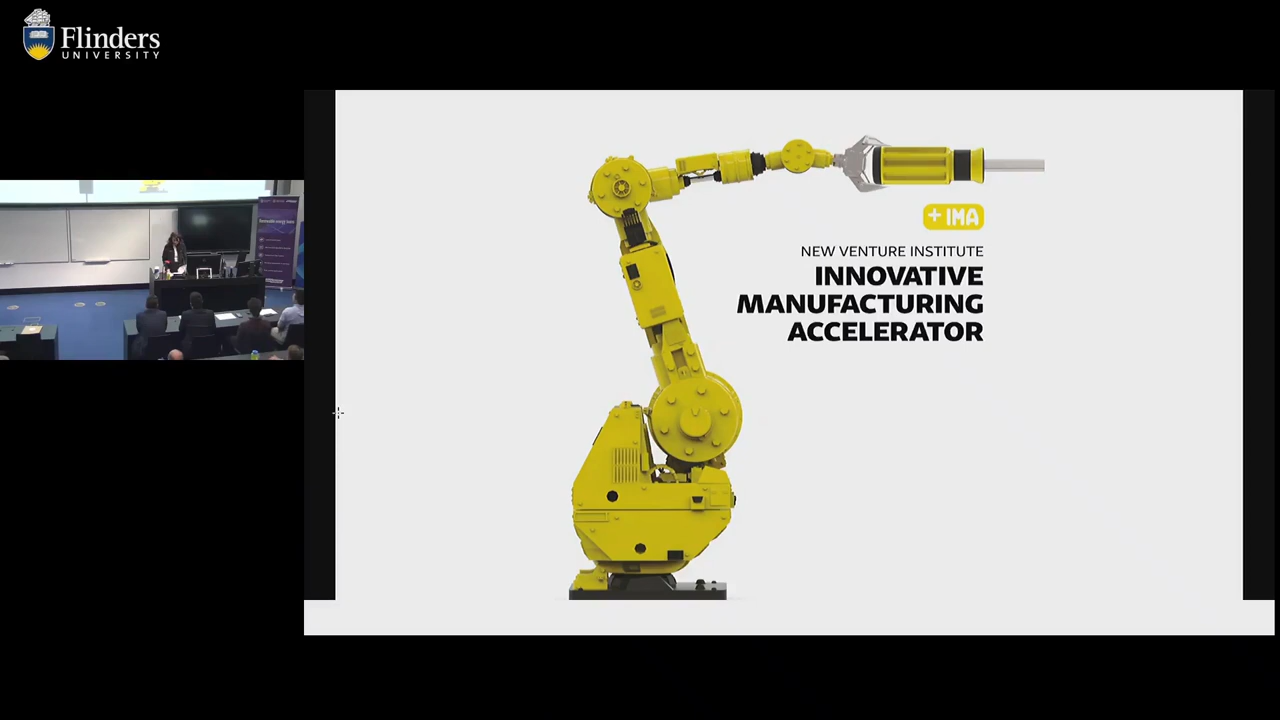 Flinders
UNIVERSITY
+ IMA
NEW VENTURE INSTITUTE
INNOVATIVE
MANUFACTURING
ACCELERATOR